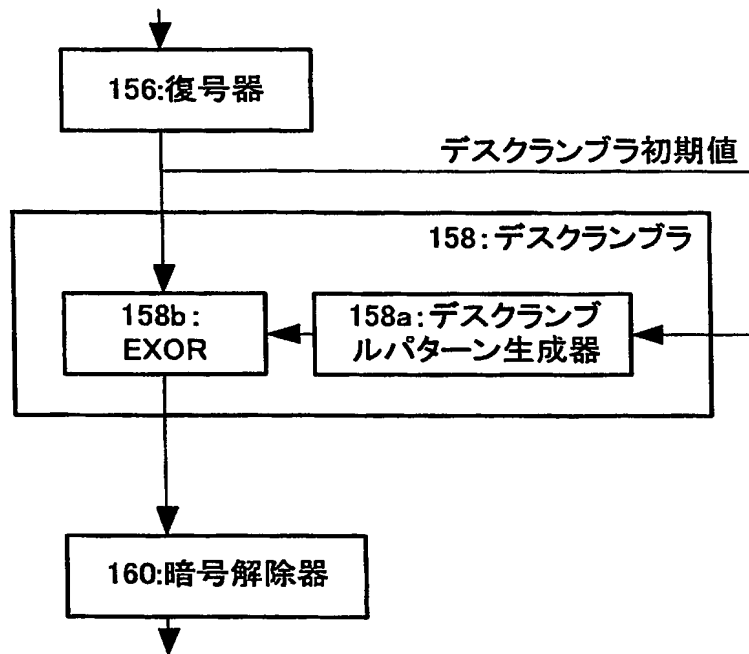 156:復号器
デスクランブラ初期値
158:デスクランブラ
158b:
EXOR
158a:デスクランブ
ルパターン生成器
160:暗号解除器